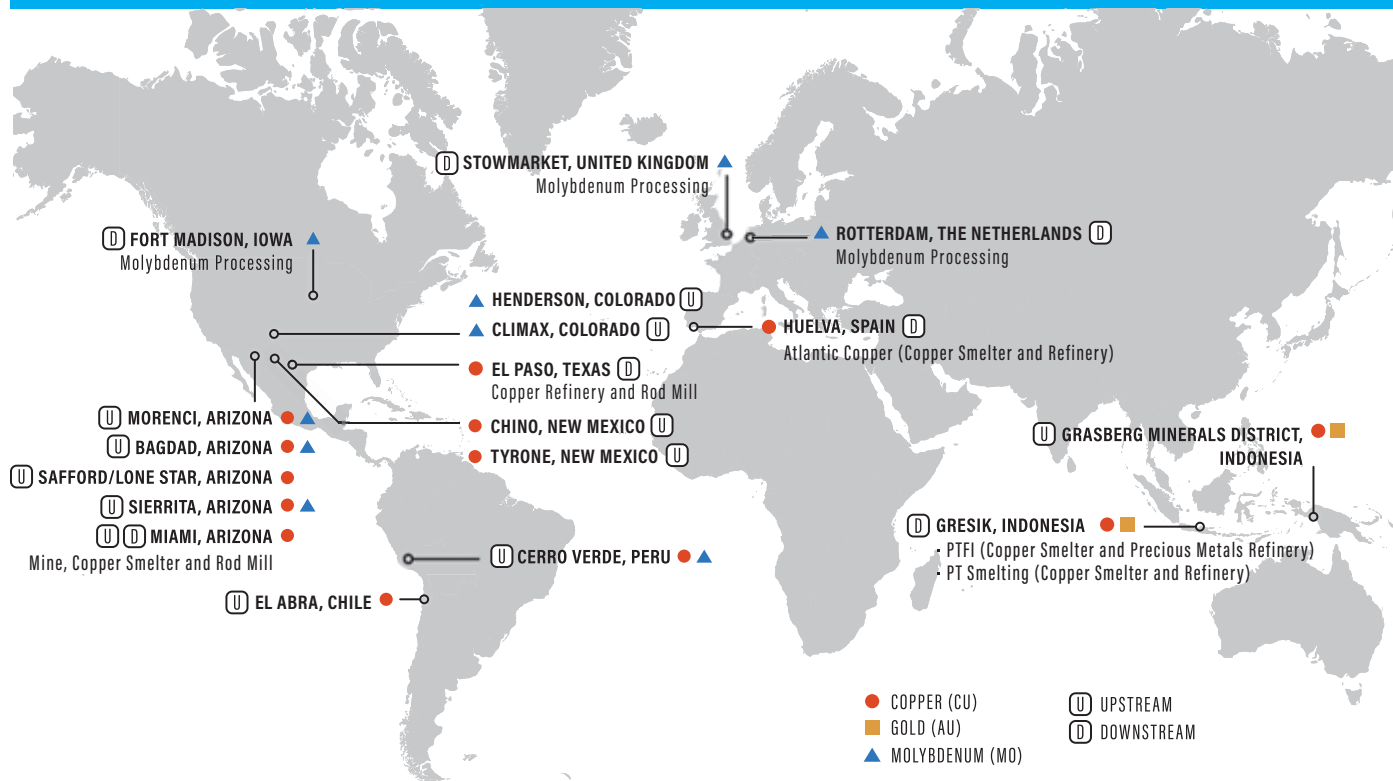 D STOWMARKET, UNITED KINGDOM
Molybdenum Processing
D FORT MADISON, IOWA
Molybdenum Processing
ROTTERDAM, THE NETHERLANDS D
Molybdenum Processing
HENDERSON, COLORADO U
CLIMAX, COLORADO U
HUELVA, SPAIN D
Atlantic Copper (Copper Smelter and Refinery)
EL PASO, TEXAS D
Copper Refinery and Rod Mill
CHINO, NEW MEXICO U
TYRONE, NEW MEXICO U
U MORENCI, ARIZONA
U BAGDAD, ARIZONA
U SAFFORD/LONE STAR, ARIZONA
U SIERRITA, ARIZONA
U D MIAMI, ARIZONA
Mine, Copper Smelter and Rod Mill
U GRASBERG MINERALS DISTRICT,
INDONESIA
D GRESIK, INDONESIA
• PTFI (Copper Smelter and Precious Metals Refinery)
• PT Smelting (Copper Smelter and Refinery)
U CERRO VERDE, PERU
U EL ABRA, CHILE
COPPER (CU)
GOLD (AU)
MOLYBDENUM (MO)
U UPSTREAM
D DOWNSTREAM